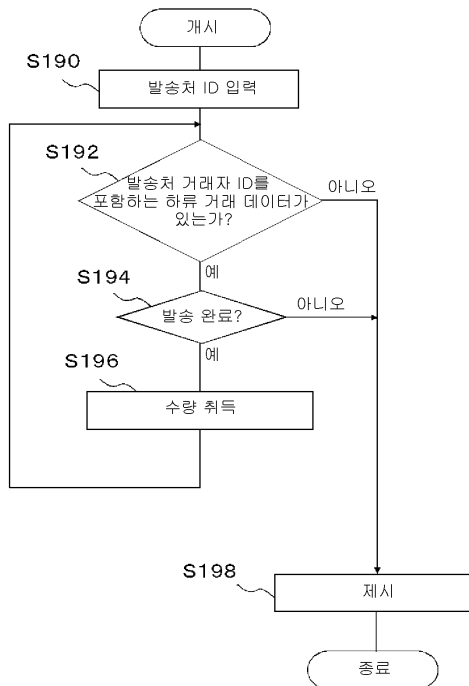 개시
S190
발송처 ID 입력
S192
발송처 거래자 ID를
포함하는 하류 거래 데이터가
있는가?
아니오
예
S194
발송 완료?
아니오
예
S196
수량 취득
S198
제시
종료